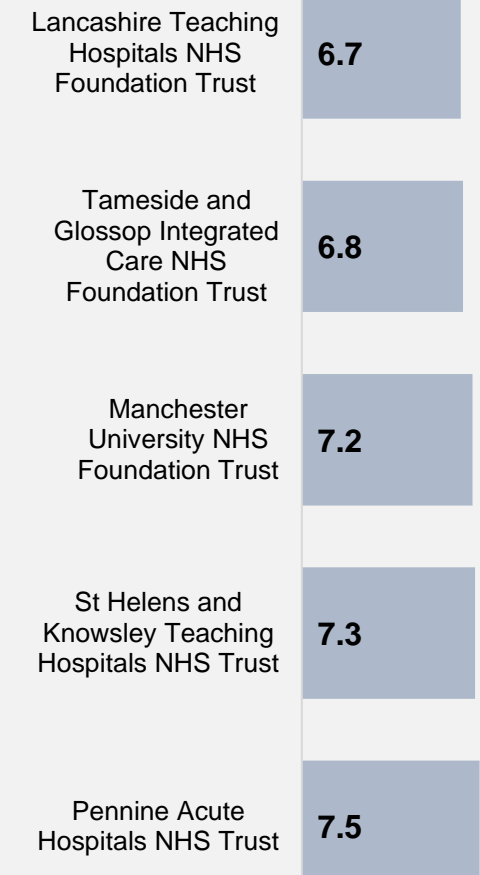 Lancashire Teaching
Hospitals NHS
Foundation Trust
6.7
Tameside and
Glossop Integrated
Care NHS
Foundation Trust
6.8
Manchester
University NHS
Foundation Trust
7.2
St Helens and
Knowsley Teaching
Hospitals NHS Trust
7.3
Pennine Acute
Hospitals NHS Trust
7.5